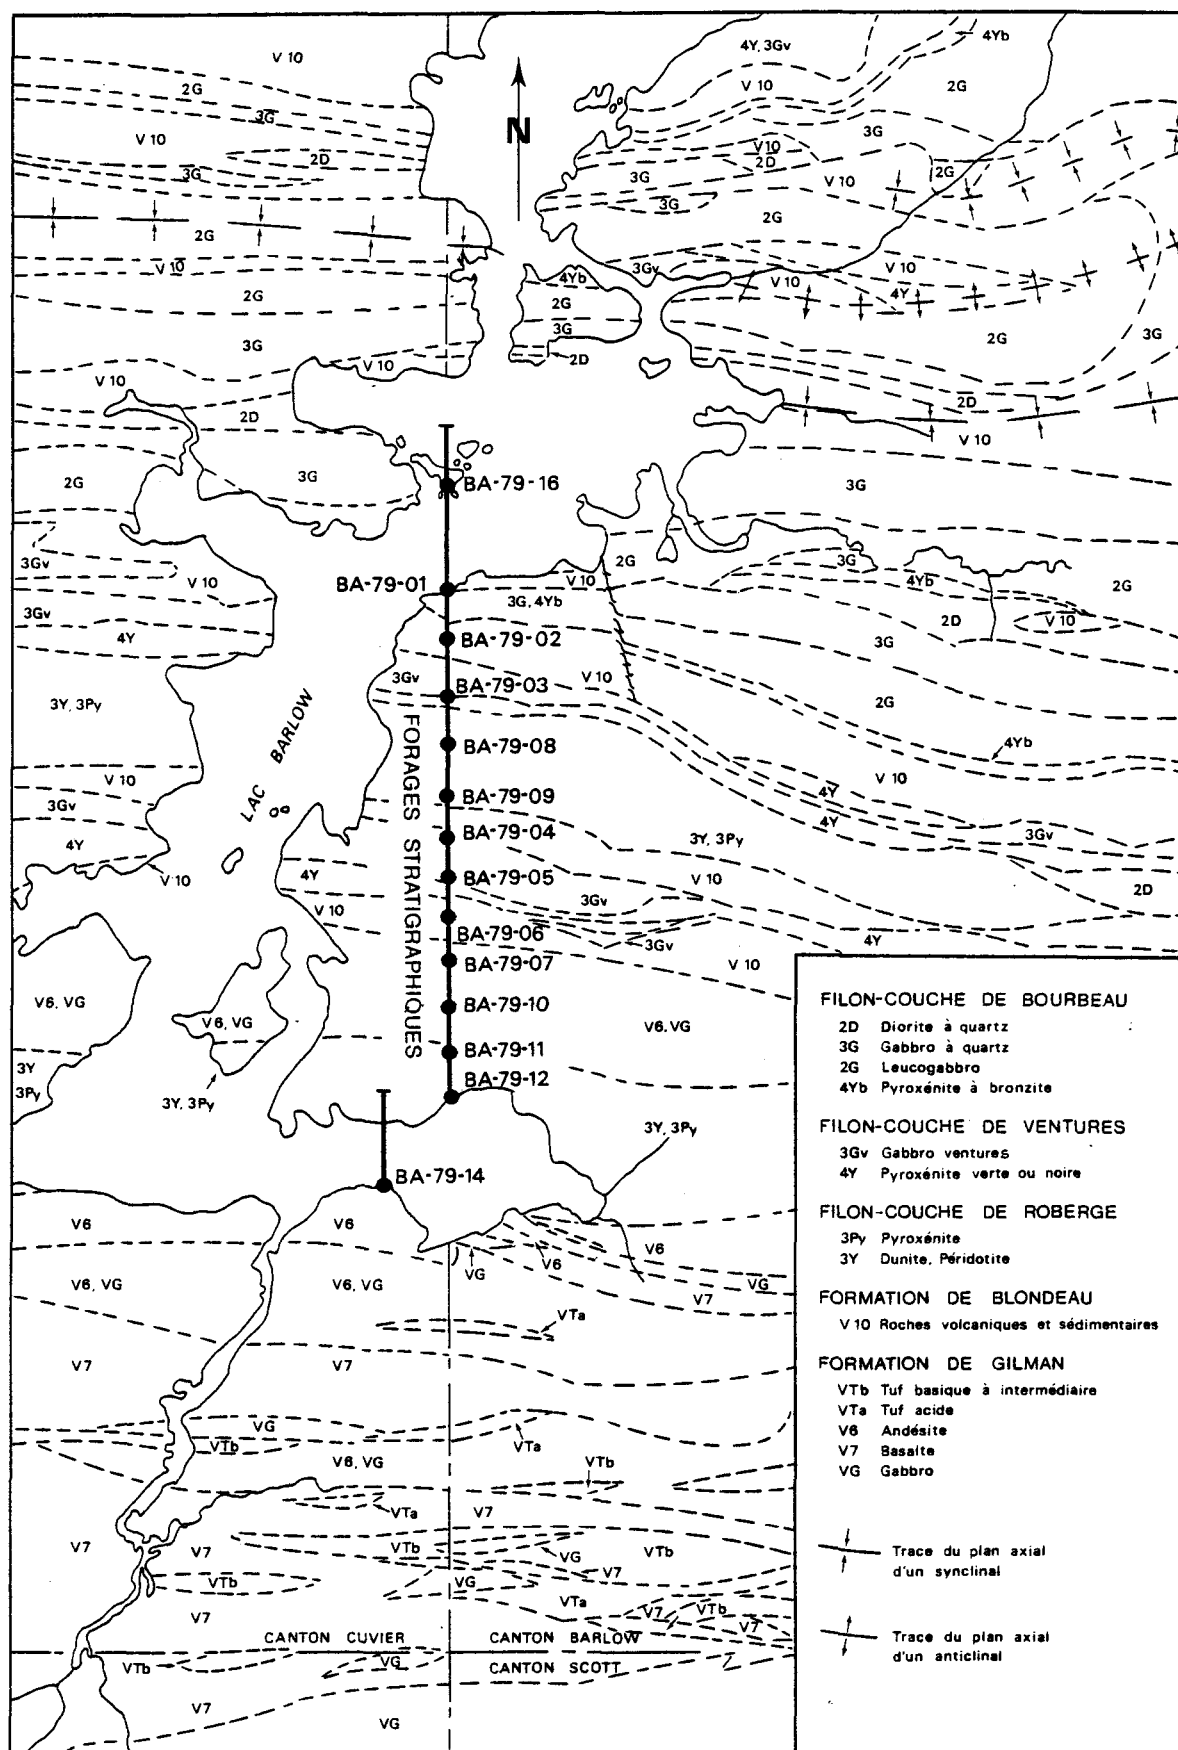 V 10
4Y, 3Gv
4Yb
2G
V 10
2G
3G
N
3G
V 10
V 10
2D
2D
3G
3G
V 10
2G
3G
2G
2G
V 10
3Gv
V 10
V 10
4Yb
4Y
2G
2G
3G
3G
2G
3G
2D
V 10
V 10
2D
2D
V 10
3G
2G
BA-79-16
3G
3Gv
V 10
BA-79-01
V 10
2G
3G
4Yb
2G
3G, 4Yb
3Gv
4Y
BA-79-02
2D
V 10
3G
3Gv
BA-79-03
V 10
3Y, 3Py
2G
LAC BARLOW
FORAGES STRATIGRAPHIQUES
BA-79-08
4Yb
V 10
V 10
BA-79-09
4Y
3Gv
4Y
3Gv
BA-79-04
3Y, 3Py
4Y
V 10
4Y
BA-79-05
V 10
2D
V 10
3Gv
BA-79-06
3Gv
4Y
BA-79-07
V 10
V6, VG
BA-79-10
V6, VG
V6, VG
BA-79-11
3Y
3Py
3Y, 3Py
BA-79-12
3Y, 3Py
BA-79-14
V6
V6
V6
V6
VG
VG
V6, VG
V6, VG
V7
VTa
V7
V7
VG
VTa
VTb
V6, VG
VTb
VTa
V7
V7
V7
VTb
VG
VTb
V7
VTb
VG
VTa
V7
VTb
V7
V7
CANTON CUVIER
CANTON BARLOW
VTb
VG
CANTON SCOTT
V7
VG
FILON-COUCHE DE BOURBEAU
2D Diorite à quartz
3G Gabbro à quartz
2G Leucogabbro
4Yb Pyroxénite à bronzite
FILON-COUCHE DE VENTURES
3Gv Gabbro ventures
4Y Pyroxénite verte ou noire
FILON-COUCHE DE ROBERGE
3Py Pyroxénite
3Y Dunite, Péridotite
FORMATION DE BLONDEAU
V 10 Roches volcaniques et sédimentaires
FORMATION DE GILMAN
VTb Tuf basique à intermédiaire
VTa Tuf acide
V6 Andésite
V7 Basalte
VG Gabbro
Trace du plan axial
d'un synclinal
Trace du plan axial
d'un anticlinal